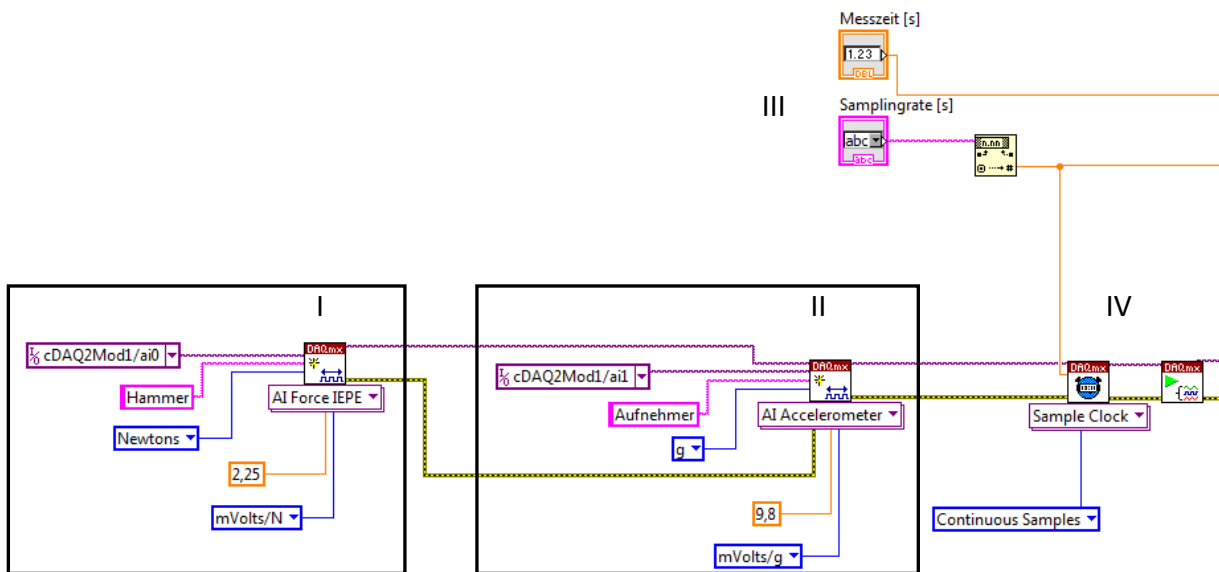 Messzeit [s]
1.23
DBL
III
Samplingrate [s]
abc
abc
n.nn
I
II
IV
I/O cDAQ2Mod1/ai0
DAQmx
Hammer
AI Force IEPE
Newtons
2,25
mVolts/N
I/O cDAQ2Mod1/ai1
DAQmx
Aufnehmer
AI Accelerometer
g
9,8
mVolts/g
DAQmx
DAQmx
Sample Clock
Continuous Samples